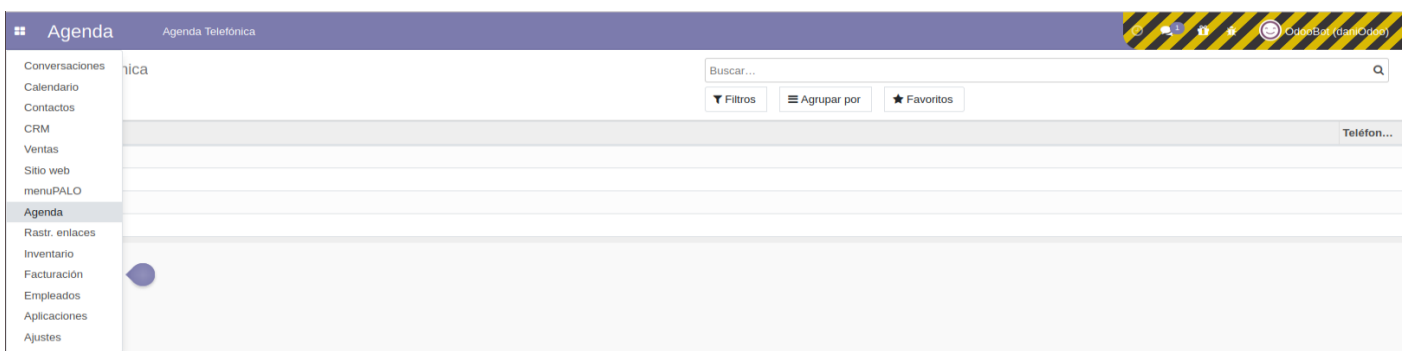 Agenda Agenda Telefónica 1 OdooBot (daniOdoo)
Conversaciones nica Buscar...
Calendario
Contactos Filtros Agrupar por Favoritos
CRM
Teléfon...
Ventas
Sitio web
menuPALO
Agenda
Rastr. enlaces
Inventario
Facturación
Empleados
Aplicaciones
Ajustes